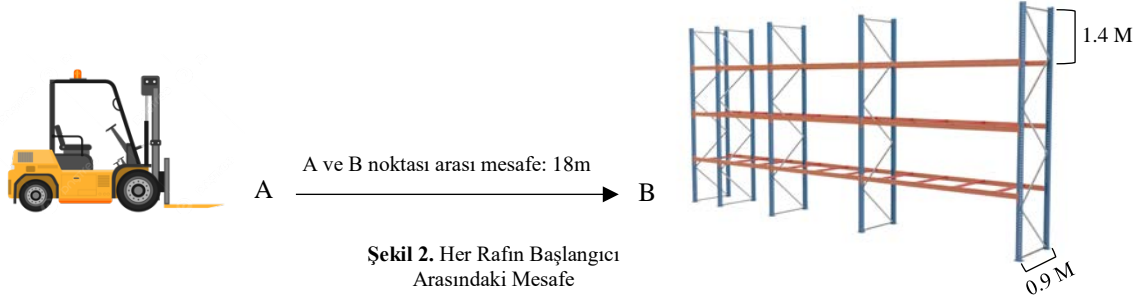 1.4 M
A ve B noktası arası mesafe: 18m
A
B
Şekil 2. Her Rafın Başlangıcı
Arasındaki Mesafe
0.9 M